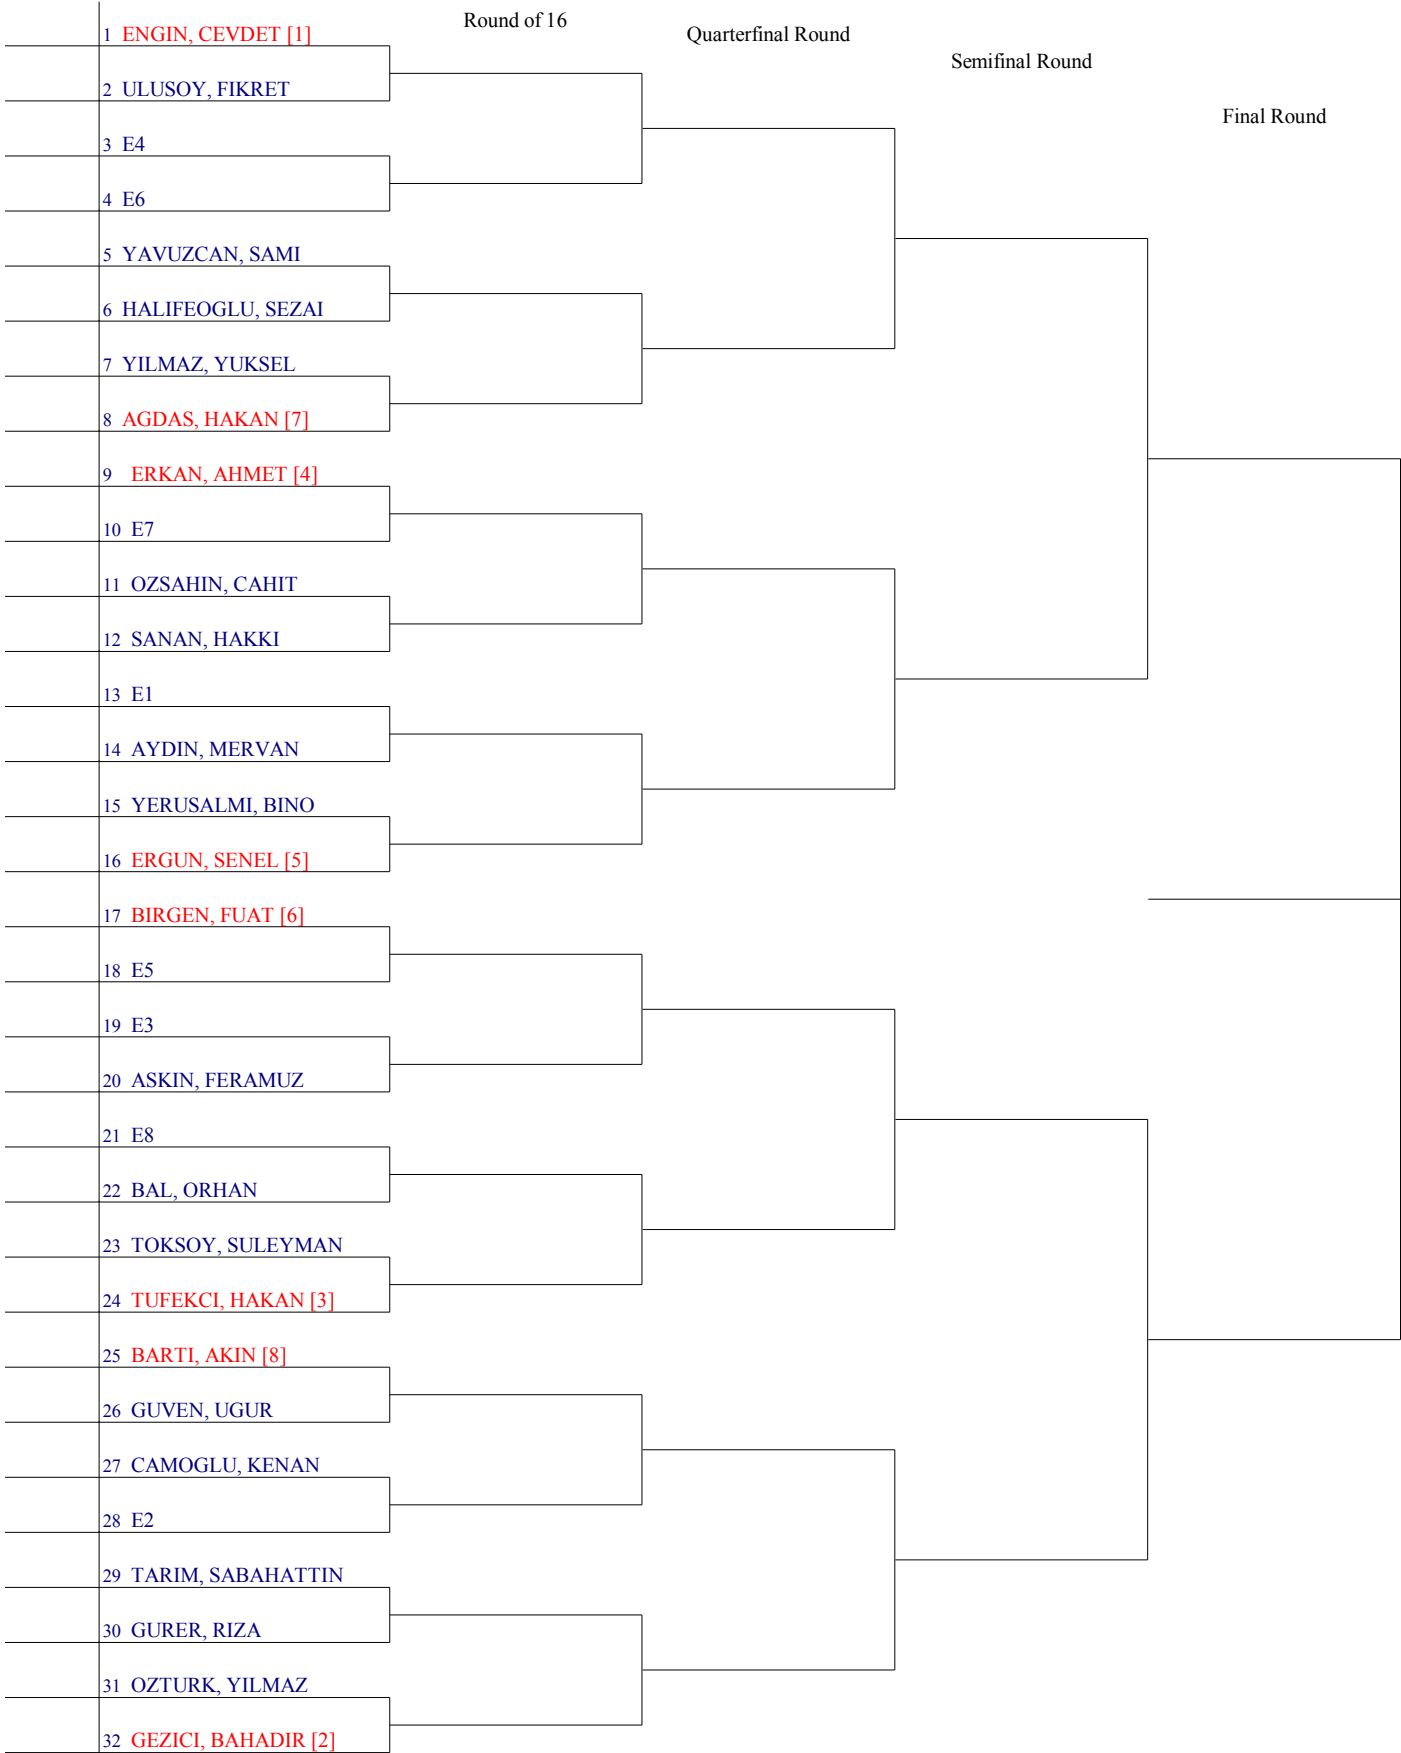 Round of 16
Quarterfinal Round
Semifinal Round
Final Round
1 ENGIN, CEVDET [1]
2 ULUSOY, FIKRET
3 E4
4 E6
5 YAVUZCAN, SAMI
6 HALIFEOGLU, SEZAI
7 YILMAZ, YUKSEL
8 AGDAS, HAKAN [7]
9 ERKAN, AHMET [4]
10 E7
11 OZSAHIN, CAHIT
12 SANAN, HAKKI
13 E1
14 AYDIN, MERVAN
15 YERUSALMI, BINO
16 ERGUN, SENEL [5]
17 BIRGEN, FUAT [6]
18 E5
19 E3
20 ASKIN, FERAMUZ
21 E8
22 BAL, ORHAN
23 TOKSOY, SULEYMAN
24 TUFEKCI, HAKAN [3]
25 BARTI, AKIN [8]
26 GUVEN, UGUR
27 CAMOGLU, KENAN
28 E2
29 TARIM, SABAHATTIN
30 GURER, RIZA
31 OZTURK, YILMAZ
32 GEZICI, BAHADIR [2]